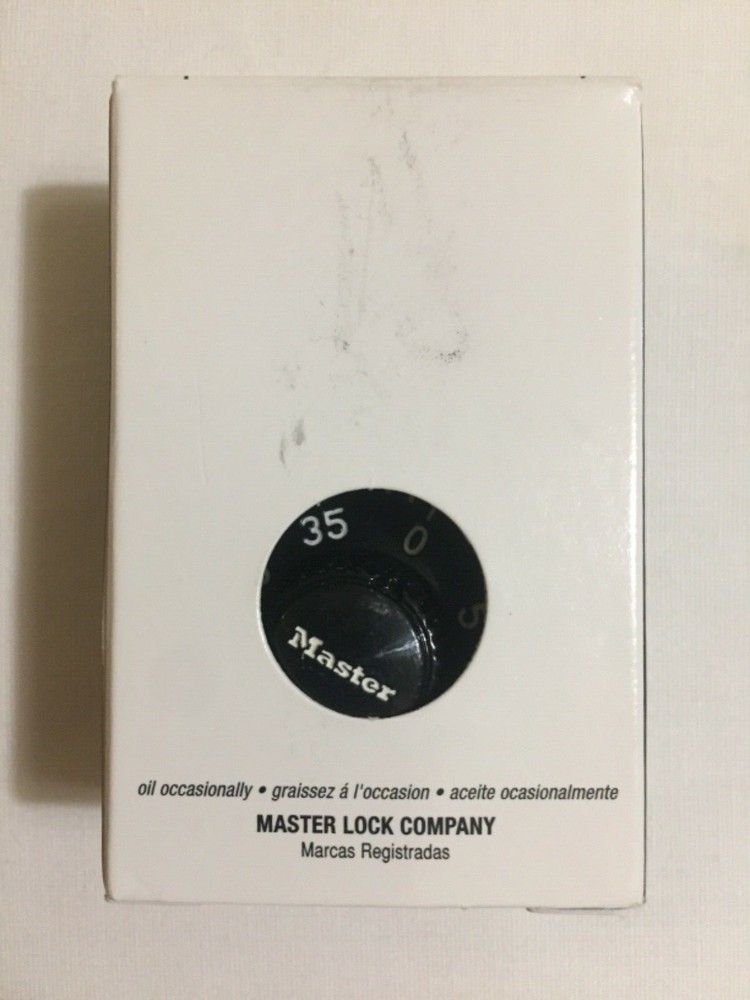 35 0
5
Master
oil occasionally • graissez á l'occasion • aceite ocasionalmente
MASTER LOCK COMPANY
Marcas Registradas